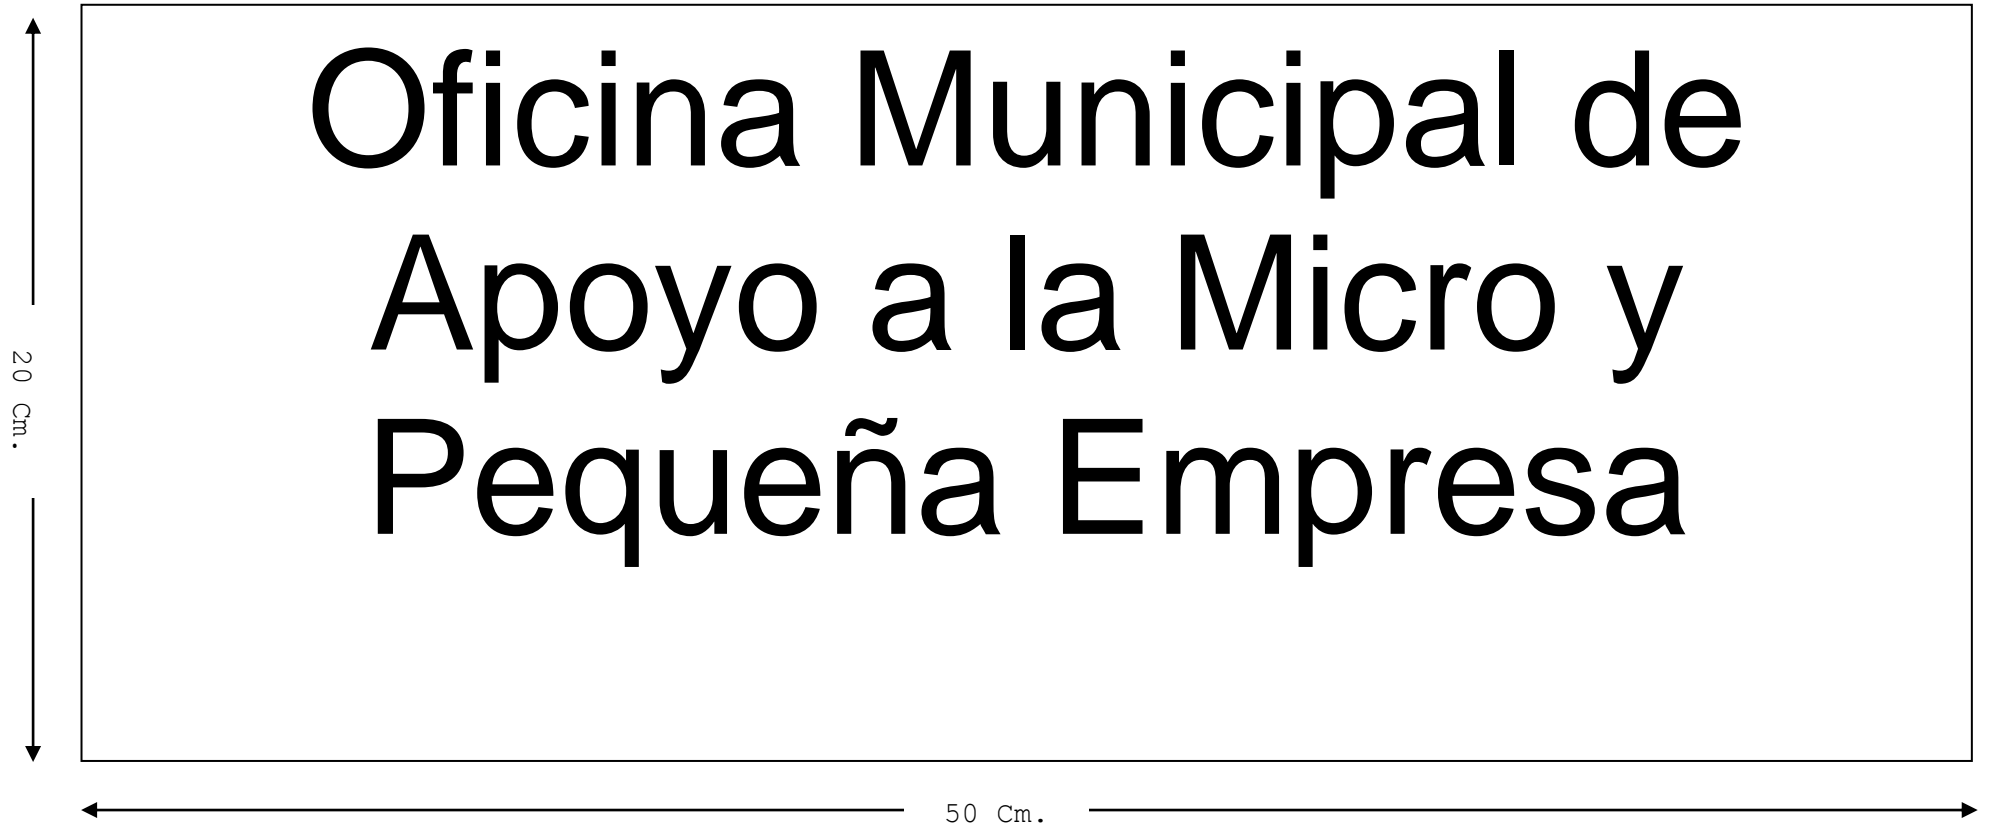 Oficina Municipal de
Apoyo a la Micro y
Pequeña Empresa
20 Cm.
50 Cm.